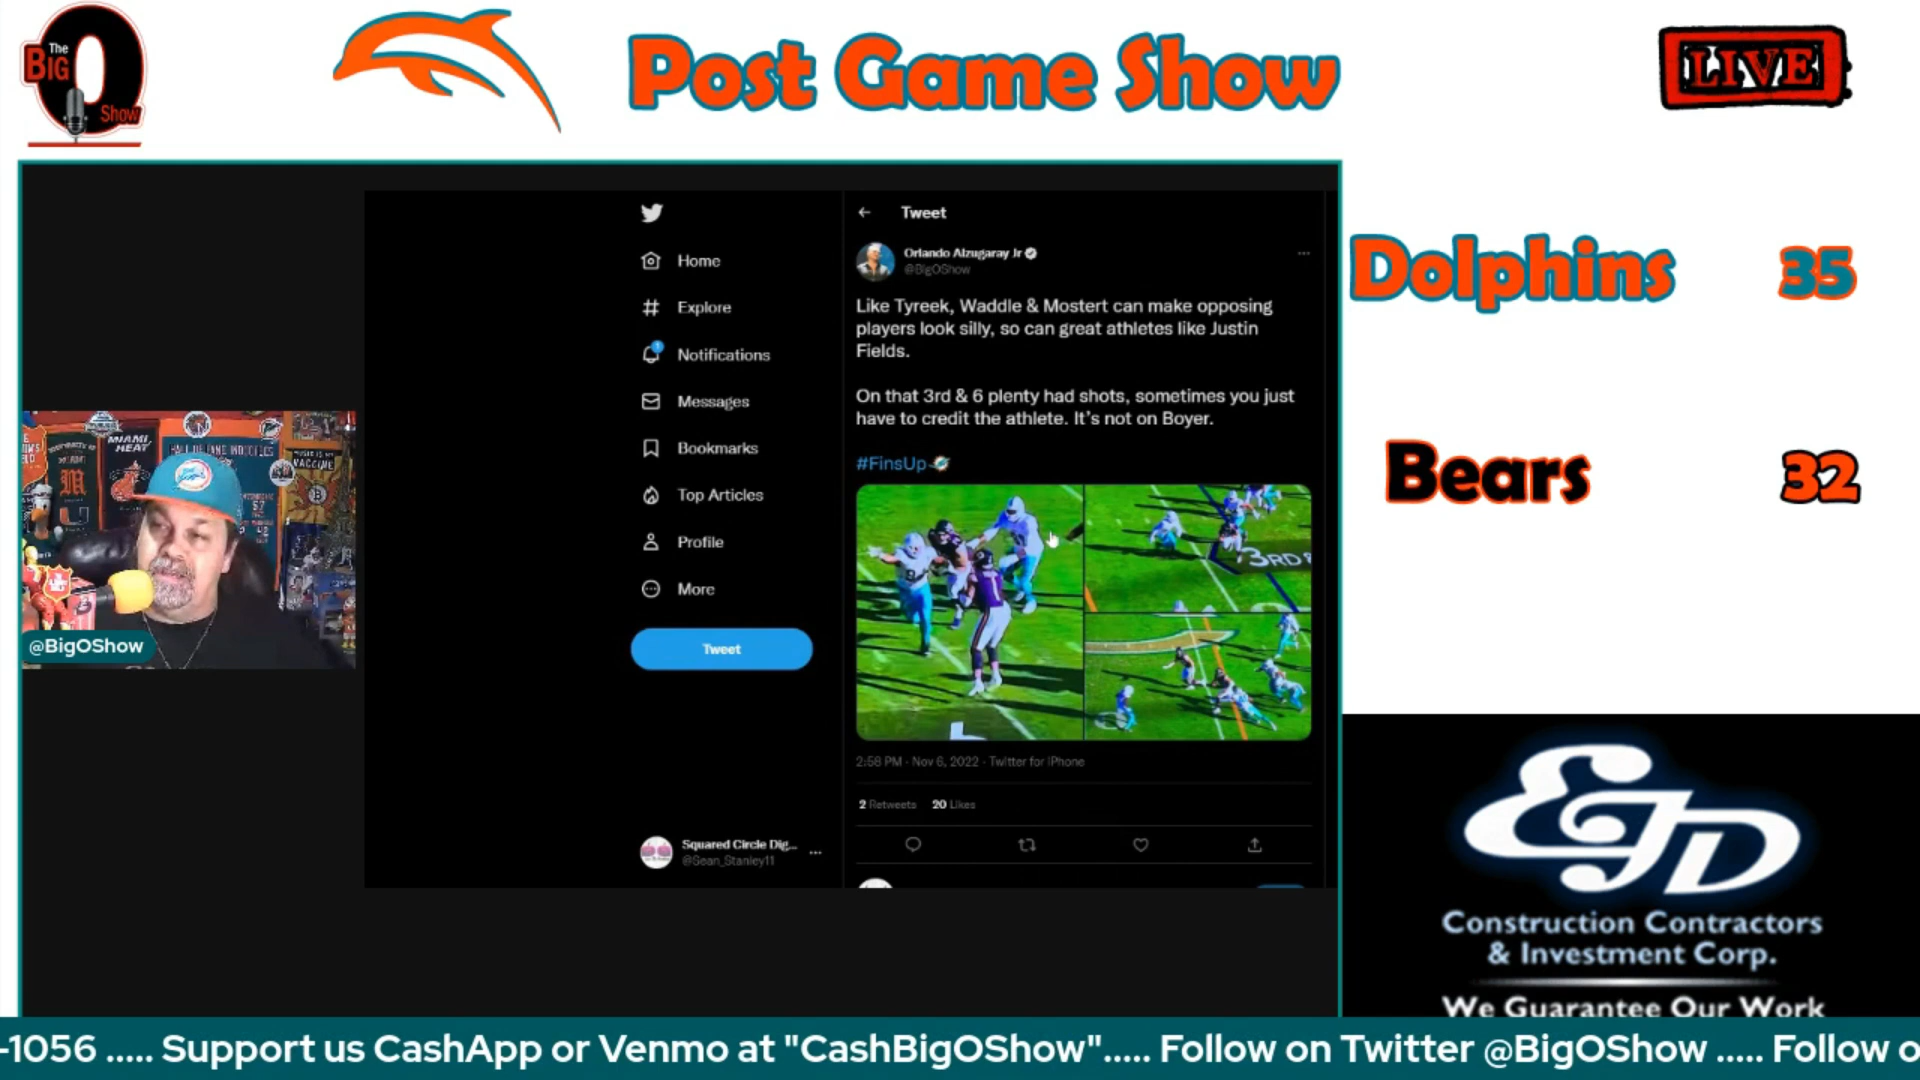 The
BIG
Show
Post Game Show
LIVE
Dolphins 35
Bears 32
Home
Explore
Notifications
Messages
Bookmarks
Top Articles
Profile
More
Tweet
Squared Circle Dig...
@Sean_Stanley11
Tweet
Orlando Alzugaray Jr
@BigOShow
Like Tyreek, Waddle & Mostert can make opposing
players look silly, so can great athletes like Justin
Fields.
On that 3rd & 6 plenty had shots, sometimes you just
have to credit the athlete. It's not on Boyer.
#FinsUp
3RD
2:58 PM · Nov 6, 2022 · Twitter for iPhone
2 Retweets 20 Likes
MIAMI
HEAT
VACCINE
@BigOShow
E&D
Construction Contractors
& Investment Corp.
We Guarantee Our Work
-1056 ..... Support us CashApp or Venmo at "CashBigOShow"..... Follow on Twitter @BigOShow ..... Follow o